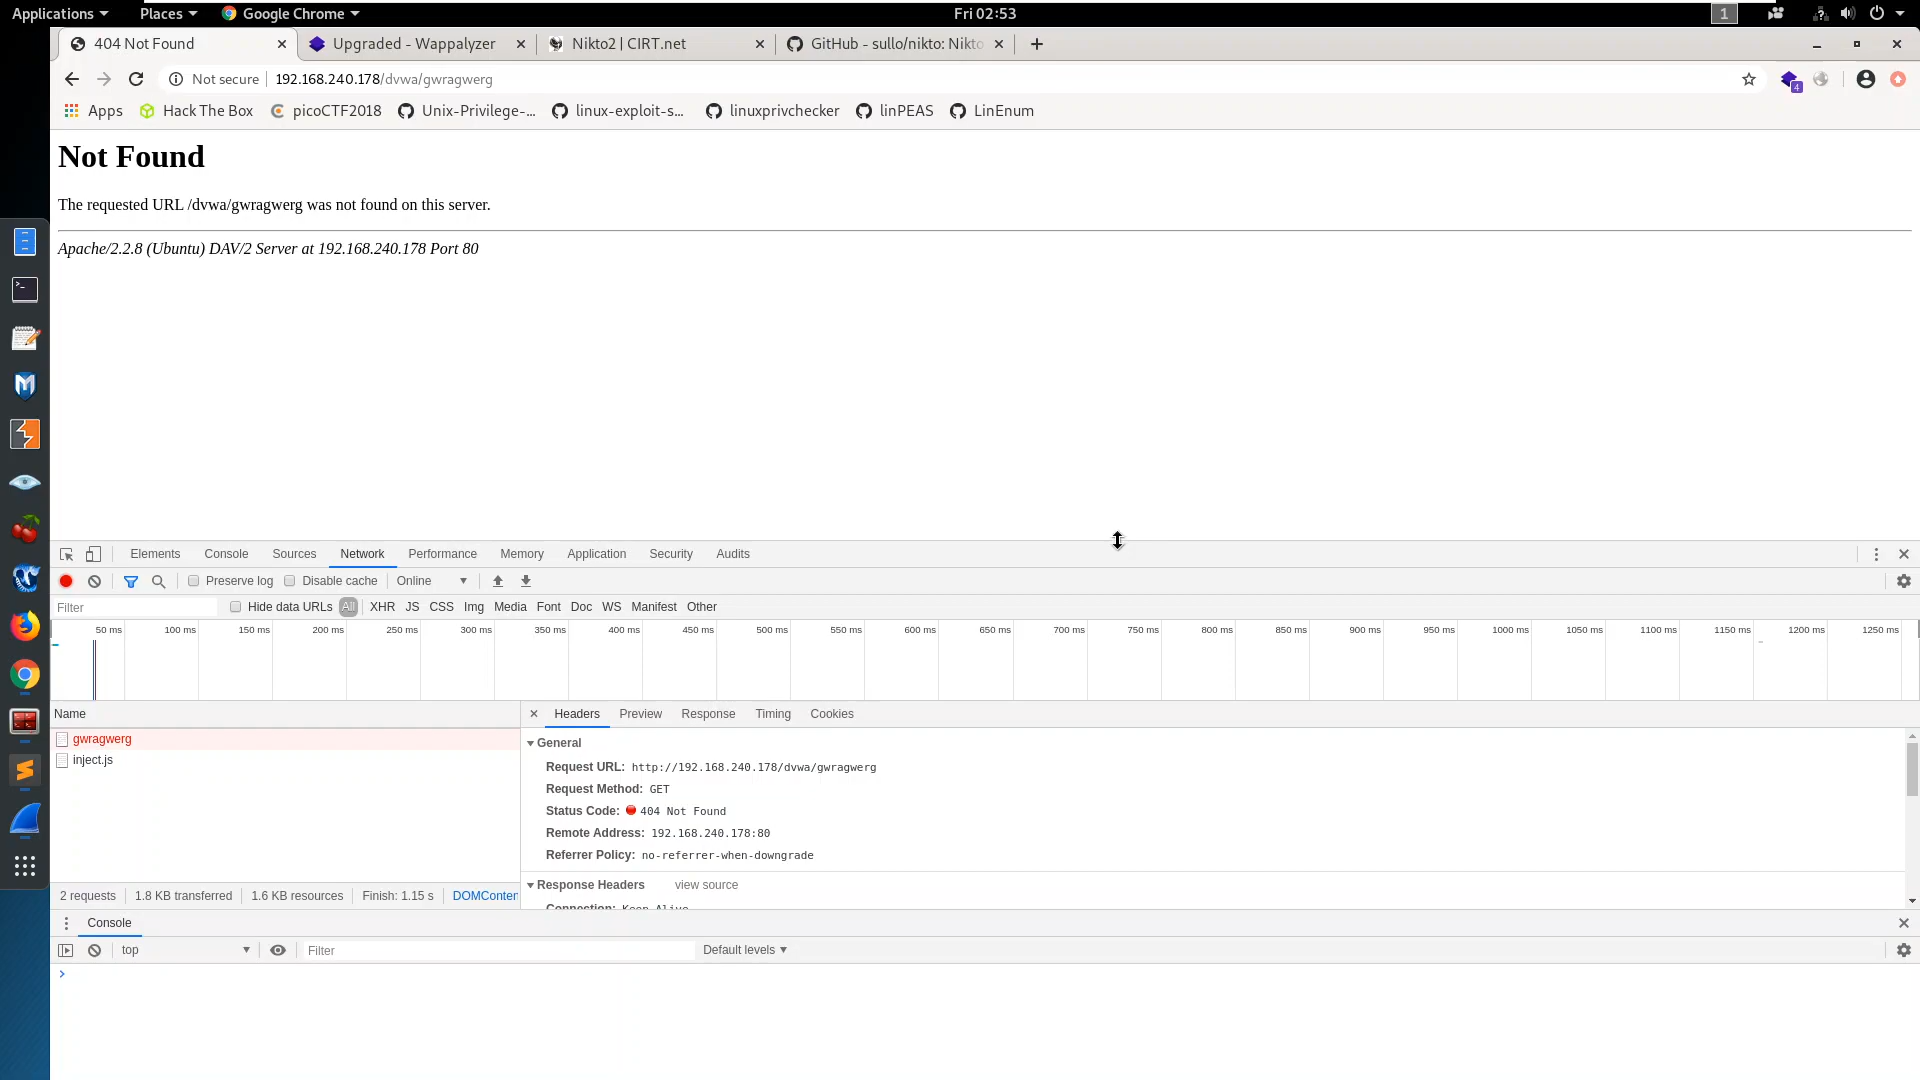 Applications Places Google Chrome Fri 02:53 1
404 Not Found Upgraded - Wappalyzer Nikto2 | CIRT.net GitHub - sullo/nikto: Nikto
Not secure 192.168.240.178/dvwa/gwragwerg 4
Apps Hack The Box picoCTF2018 Unix-Privilege-... linux-exploit-s... linuxprivchecker linPEAS LinEnum
Not Found
The requested URL /dvwa/gwragwerg was not found on this server.
Apache/2.2.8 (Ubuntu) DAV/2 Server at 192.168.240.178 Port 80
Elements Console Sources Network Performance Memory Application Security Audits
Preserve log Disable cache Online
Filter Hide data URLs All XHR JS CSS Img Media Font Doc WS Manifest Other
50 ms 100 ms 150 ms 200 ms 250 ms 300 ms 350 ms 400 ms 450 ms 500 ms 550 ms 600 ms 650 ms 700 ms 750 ms 800 ms 850 ms 900 ms 950 ms 1000 ms 1050 ms 1100 ms 1150 ms 1200 ms 1250 ms
Name
gwragwerg
inject.js
2 requests 1.8 KB transferred 1.6 KB resources Finish: 1.15 s DOMConten
Headers Preview Response Timing Cookies
General
Request URL: http://192.168.240.178/dvwa/gwragwerg
Request Method: GET
Status Code: 404 Not Found
Remote Address: 192.168.240.178:80
Referrer Policy: no-referrer-when-downgrade
Response Headers view source
Connection: Keep-Alive
Console
top Filter Default levels